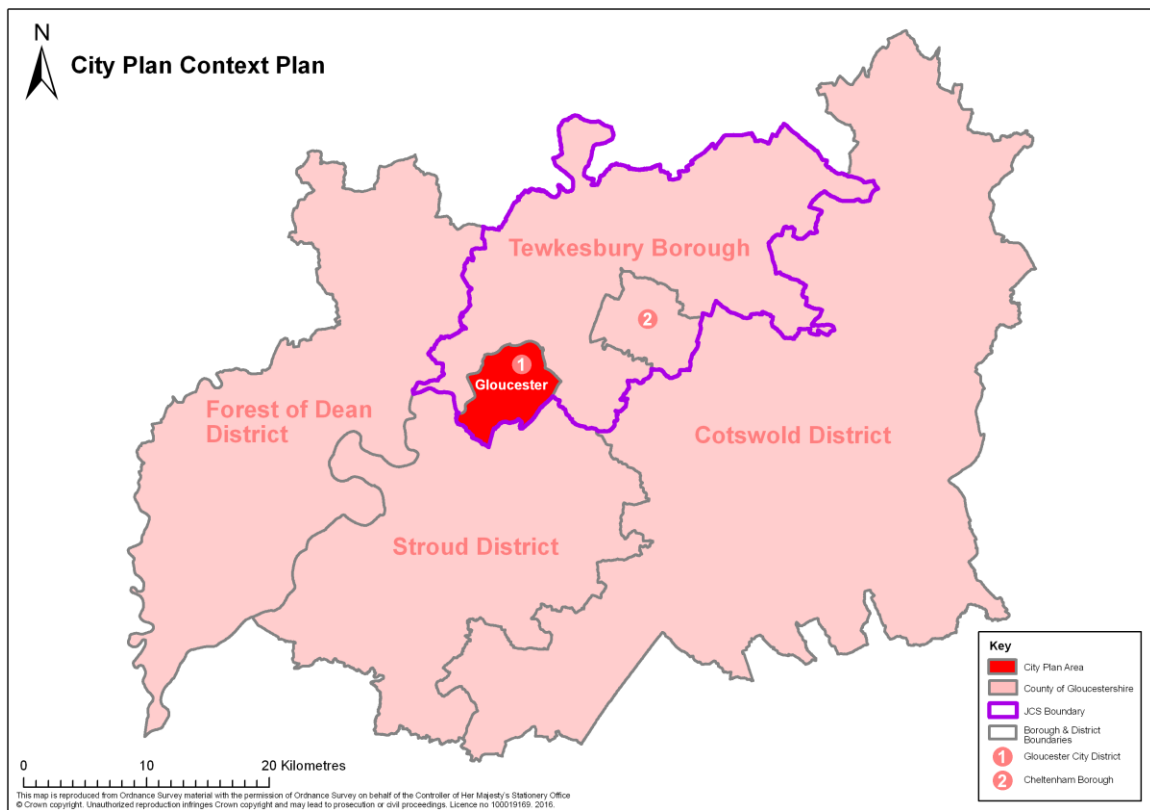 N
City Plan Context Plan
Tewkesbury Borough
2
1
Gloucester
Forest of Dean
District
Cotswold District
Stroud District
Key
City Plan Area
County of Gloucestershire
JCS Boundary
Borough & District
Boundaries
1 Gloucester City District
2 Cheltenham Borough
0 10 20 Kilometres
This map is reproduced from Ordnance Survey material with the permission of Ordnance Survey on behalf of the Controller of Her Majesty's Stationery Office
© Crown copyright. Unauthorized reproduction infringes Crown copyright and may lead to prosecution or civil proceedings. Licence no 100019169. 2016.